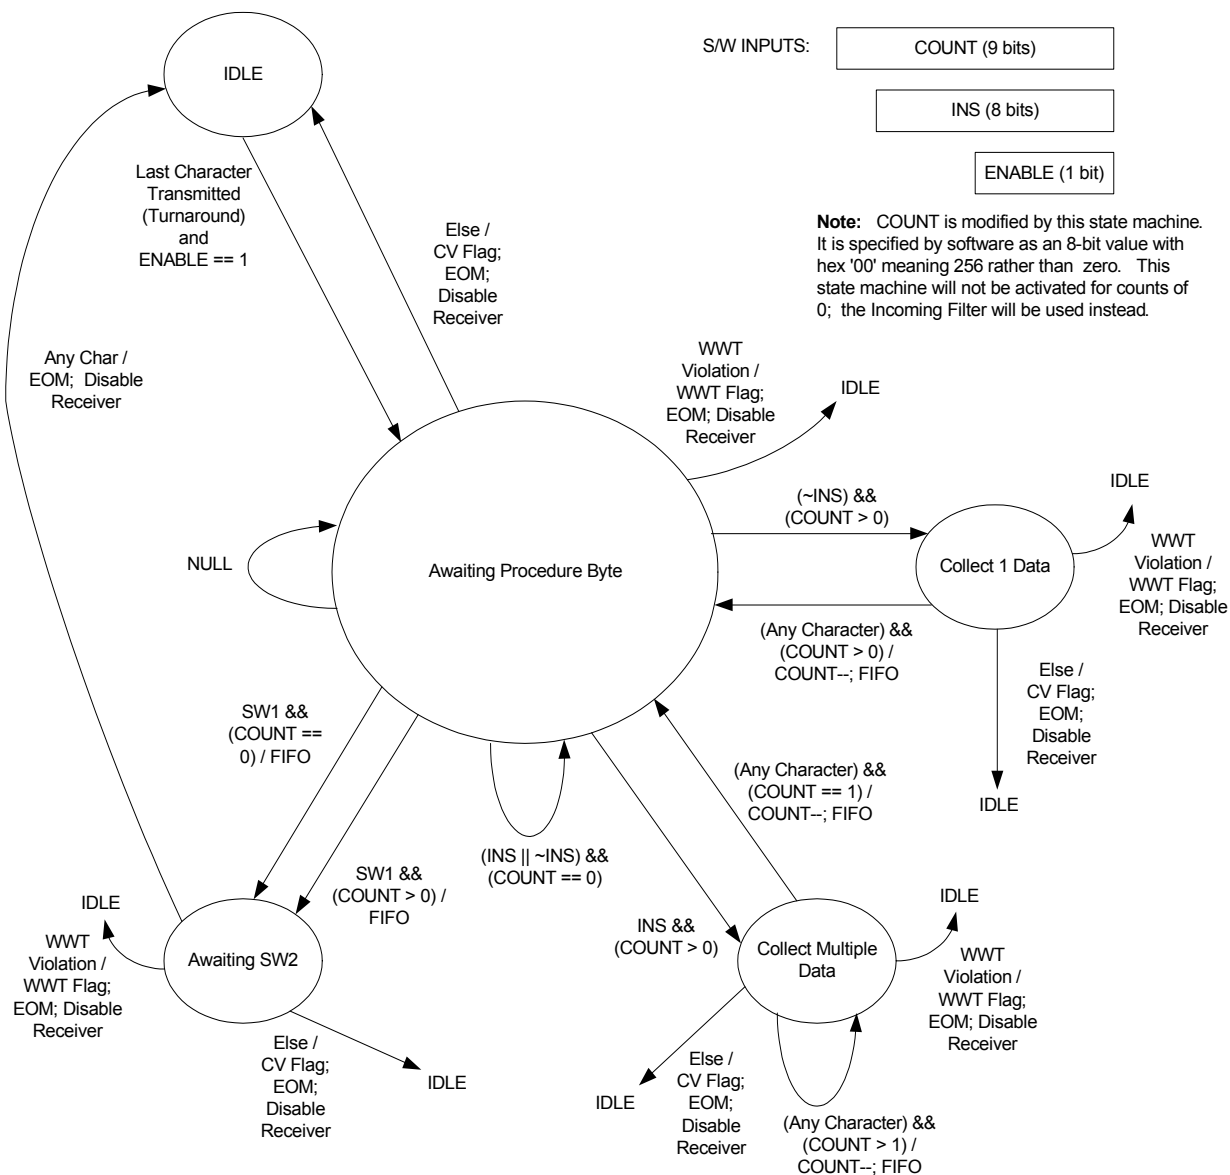 S/W INPUTS:
COUNT (9 bits)
INS (8 bits)
ENABLE (1 bit)
Note: COUNT is modified by this state machine.
It is specified by software as an 8-bit value with
hex '00' meaning 256 rather than zero. This
state machine will not be activated for counts of
0; the Incoming Filter will be used instead.
IDLE
Last Character
Transmitted
(Turnaround)
and
ENABLE == 1
Else /
CV Flag;
EOM;
Disable
Receiver
Any Char /
EOM; Disable
Receiver
WWT
Violation /
WWT Flag;
EOM; Disable
Receiver
IDLE
(~INS) &&
(COUNT > 0)
IDLE
NULL
Awaiting Procedure Byte
Collect 1 Data
WWT
Violation /
WWT Flag;
EOM; Disable
Receiver
(Any Character) &&
(COUNT > 0) /
COUNT--; FIFO
Else /
CV Flag;
EOM;
Disable
Receiver
IDLE
SW1 &&
(COUNT ==
0) / FIFO
(Any Character) &&
(COUNT == 1) /
COUNT--; FIFO
SW1 &&
(COUNT > 0) /
FIFO
(INS || ~INS) &&
(COUNT == 0)
INS &&
(COUNT > 0)
IDLE
WWT
Violation /
WWT Flag;
EOM; Disable
Receiver
Awaiting SW2
Else /
CV Flag;
EOM;
Disable
Receiver
IDLE
Collect Multiple
Data
IDLE
WWT
Violation /
WWT Flag;
EOM; Disable
Receiver
Else /
CV Flag;
EOM;
Disable
Receiver
IDLE
(Any Character) &&
(COUNT > 1) /
COUNT--; FIFO